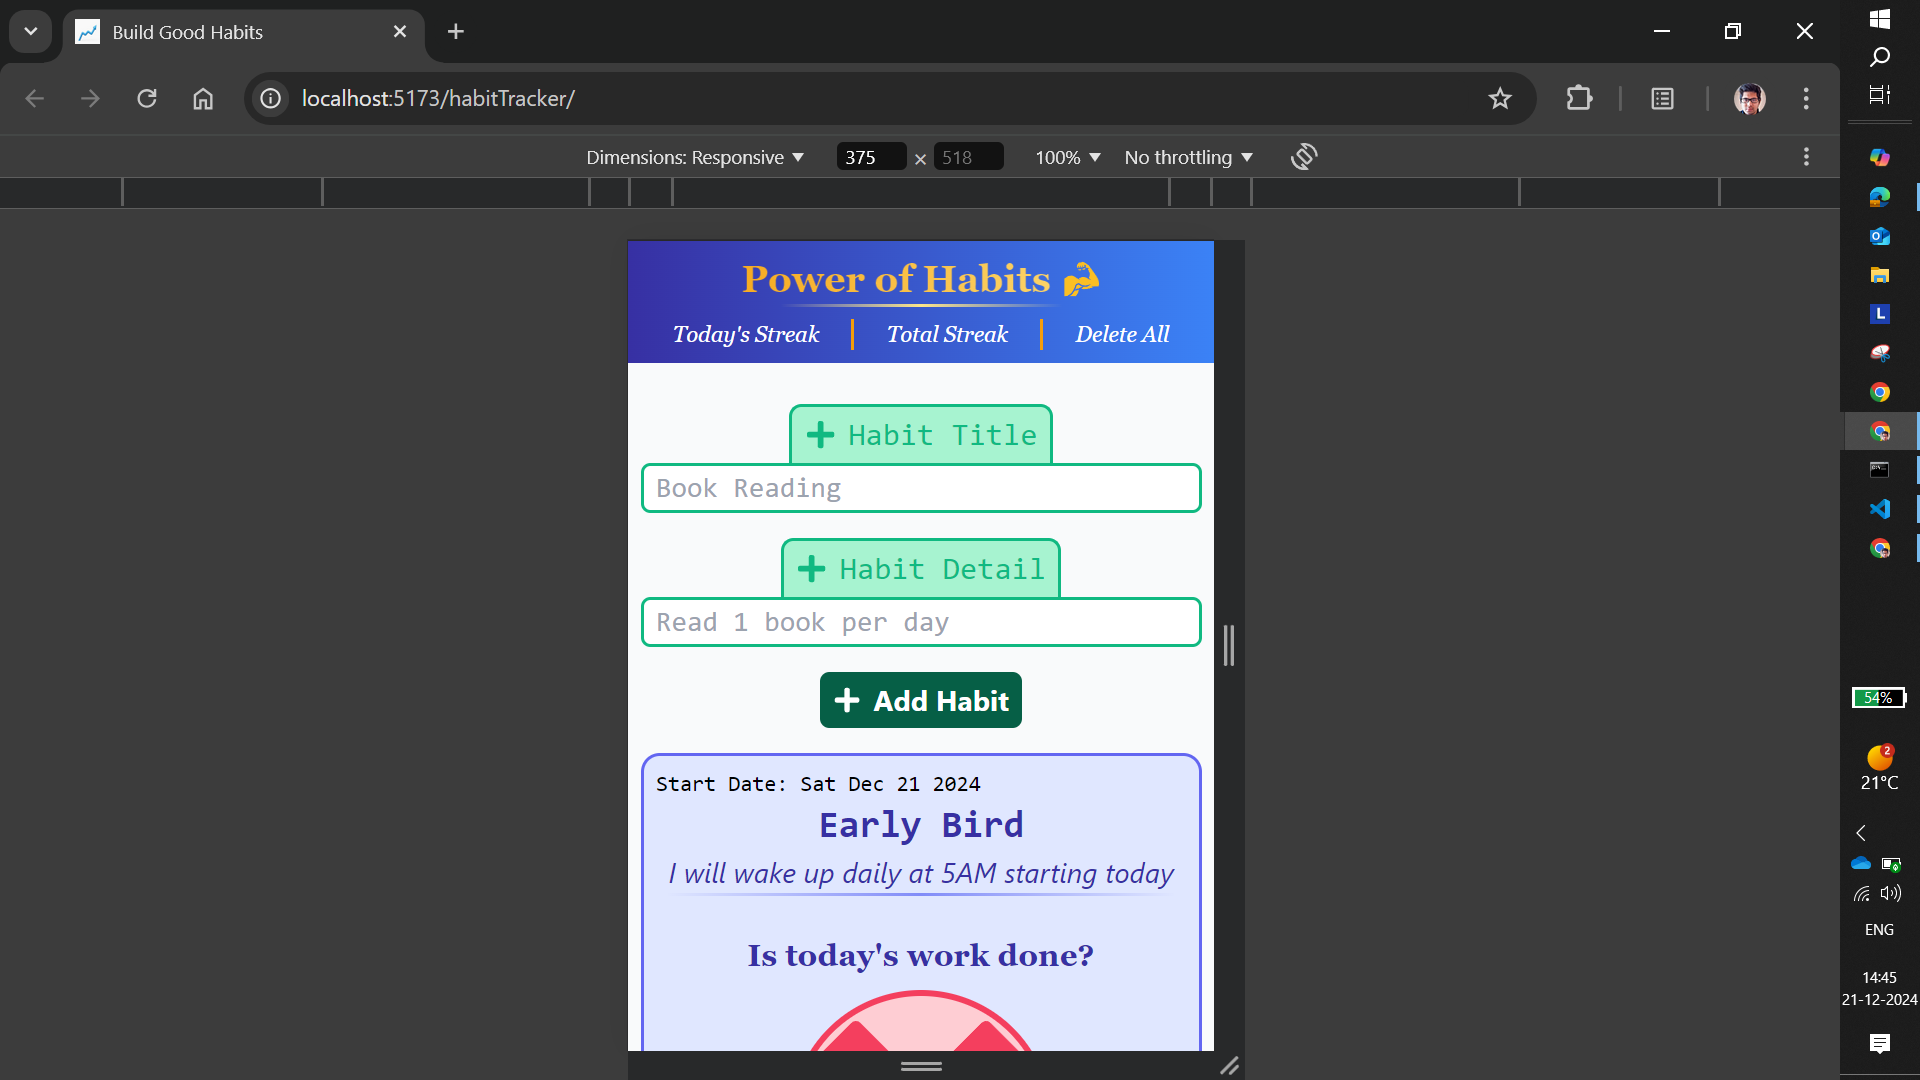 Build Good Habits
localhost:5173/habitTracker/
Dimensions: Responsive 375 × 518 100% No throttling
Power of Habits
Today's Streak Total Streak Delete All
Habit Title
Book Reading
Habit Detail
Read 1 book per day
Add Habit
Start Date: Sat Dec 21 2024
Early Bird
I will wake up daily at 5AM starting today
Is today's work done?
L
54%
2
21°C
ENG
14:45
21-12-2024